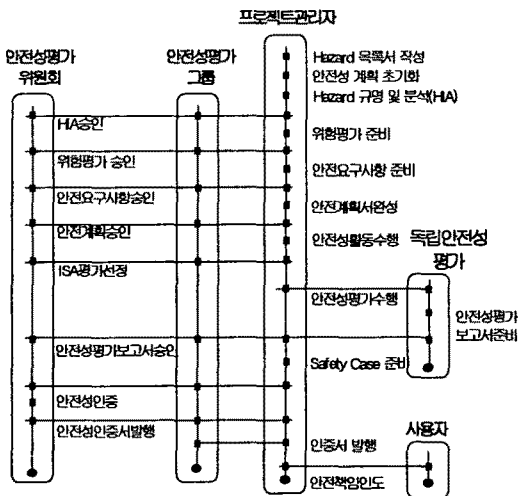 프로젝트관리자
안전성평가
위원회
안전성평가
그룹
Hazard 목록서 작성
안전성 계획 초기화
Hazard 규명 및 분석(HIA)
HIA승인
위험평가 준비
위험평가 승인
안전요구사항 준비
안전요구사항승인
안전계획서완성
안전계획승인
안전성활동수행
독립안전성
평가
ISA평가선정
안전성평가수행
안전성평가
보고서준비
안전성평가보고서승인
Safety Case 준비
안전성인증
안전성인증서발행
사용자
인증서 발행
안전책임인도